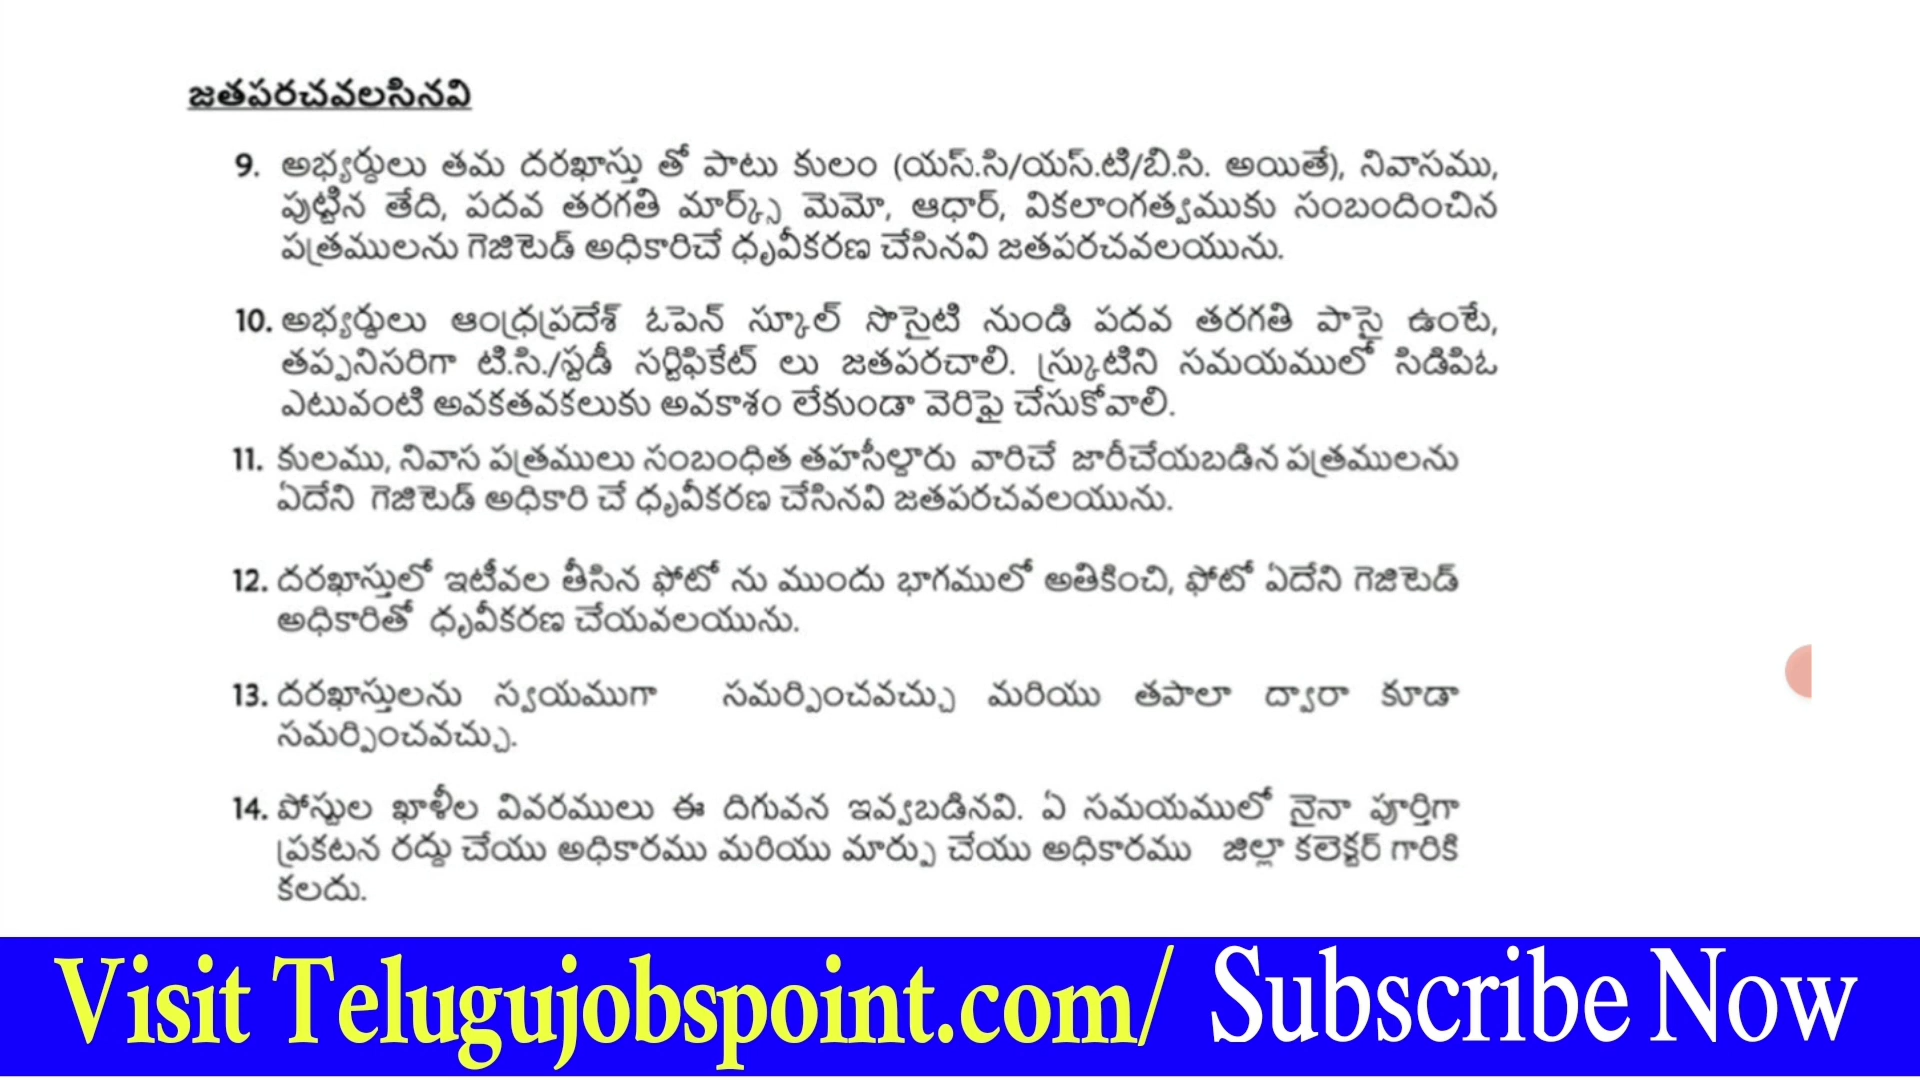 జతపరచవలసినవి
9. అభ్యర్థులు తమ దరఖాస్తు తో పాటు కులం (యస్.సి/యస్.టి/బి.సి. అయితే), నివాసము,
పుట్టిన తేది, పదవ తరగతి మార్క్స్ మెమో, ఆధార్, వికలాంగత్వముకు సంబందించిన
పత్రములను గెజిటెడ్ అధికారిచే ధృవీకరణ చేసినవి జతపరచవలయును.
10. అభ్యర్థులు ఆంధ్రప్రదేశ్ ఓపెన్ స్కూల్ సొసైటి నుండి పదవ తరగతి పాసై ఉంటే,
తప్పనిసరిగా టి.సి./స్టడీ సర్టిఫికేట్ లు జతపరచాలి. స్క్రుటిని సమయములో సిడిపిఓ
ఎటువంటి అవకతవకలుకు అవకాశం లేకుండా వెరిఫై చేసుకోవాలి.
11. కులము, నివాస పత్రములు సంబంధిత తహసీల్దారు వారిచే జారీచేయబడిన పత్రములను
ఏదేని గెజిటెడ్ అధికారి చే ధృవీకరణ చేసినవి జతపరచవలయును.
12. దరఖాస్తులో ఇటీవల తీసిన ఫోటో ను ముందు భాగములో అతికించి, ఫోటో ఏదేని గెజిటెడ్
అధికారితో ధృవీకరణ చేయవలయును.
13. దరఖాస్తులను స్వయముగా సమర్పించవచ్చు మరియు తపాలా ద్వారా కూడా
సమర్పించవచ్చు.
14. పోస్టుల ఖాళీల వివరములు ఈ దిగువన ఇవ్వబడినవి. ఏ సమయములో నైనా పూర్తిగా
ప్రకటన రద్దు చేయు అధికారము మరియు మార్పు చేయు అధికారము జిల్లా కలెక్టర్ గారికి
కలదు.
Visit Telugujobspoint.com/ Subscribe Now